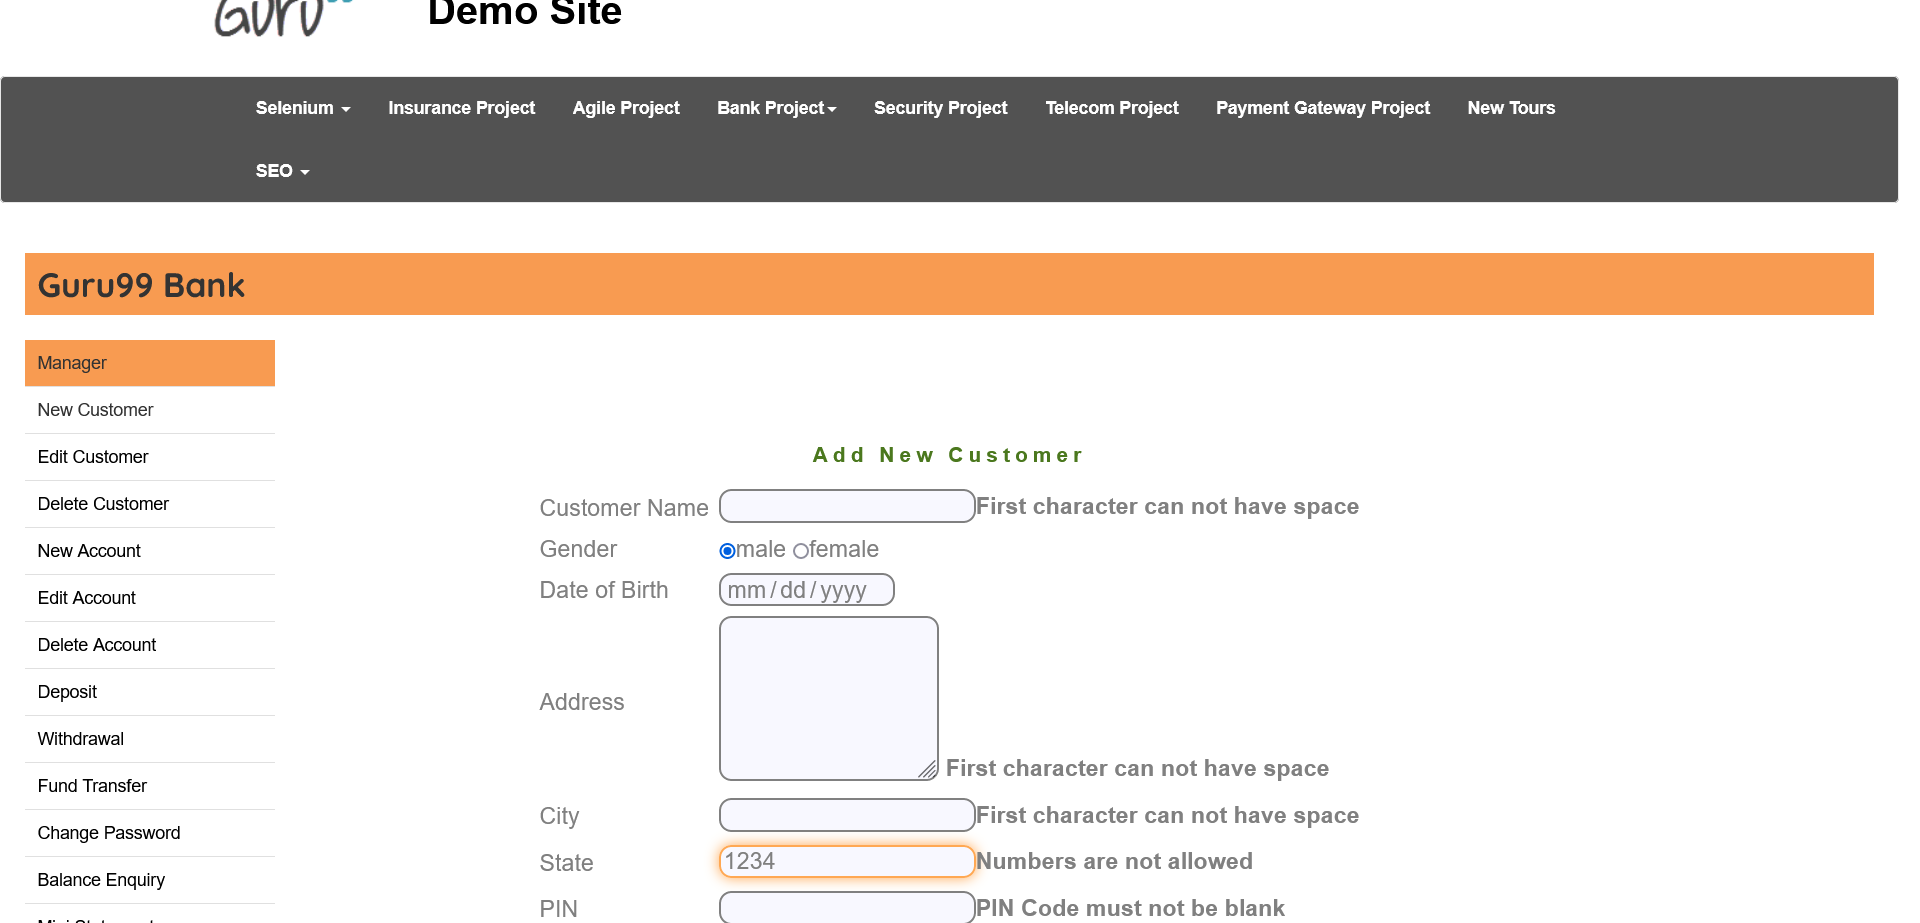 Guru99
Demo Site
Selenium
Insurance Project
Agile Project
Bank Project
Security Project
Telecom Project
Payment Gateway Project
New Tours
SEO
Guru99 Bank
Manager
New Customer
Edit Customer
Delete Customer
New Account
Edit Account
Delete Account
Deposit
Withdrawal
Fund Transfer
Change Password
Balance Enquiry
Add New Customer
Customer Name First character can not have space
Gender male female
Date of Birth mm/dd/yyyy
Address First character can not have space
City First character can not have space
State 1234 Numbers are not allowed
PIN PIN Code must not be blank